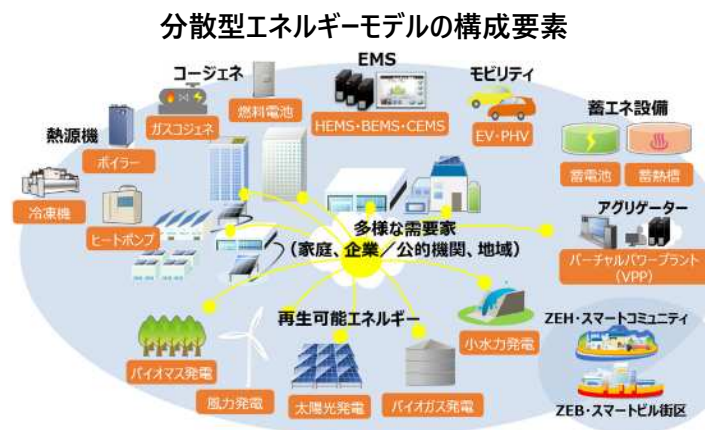 分散型エネルギーモデルの構成要素
コージェネ
ガスコジェネ
燃料電池
EMS
HEMS・BEMS・CEMS
モビリティ
EV・PHV
蓄エネ設備
蓄電池
蓄熱槽
熱源機
ボイラー
冷凍機
ヒートポンプ
アグリゲーター
バーチャルパワープラント
(VPP)
多様な需要家
(家庭、企業／公的機関、地域)
再生可能エネルギー
バイオマス発電
風力発電
太陽光発電
バイオガス発電
小水力発電
ZEH・スマートコミュニティ
ZEB・スマートビル街区